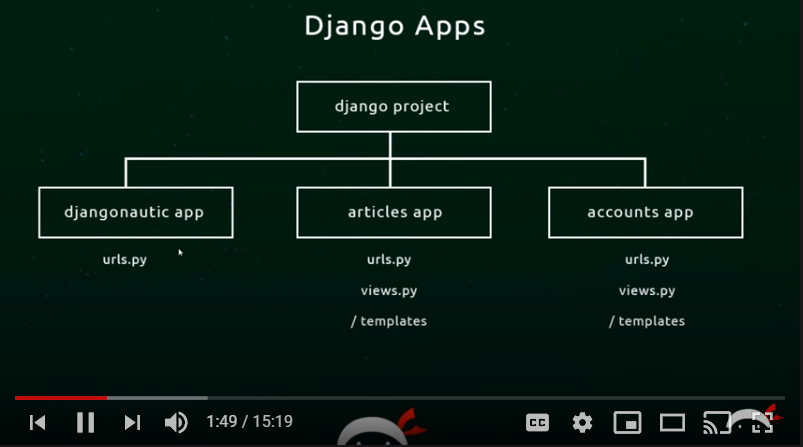 Django Apps
django project
djangonautic app
articles app
accounts app
urls.py
urls.py
urls.py
views.py
views.py
/ templates
/ templates
1:49 / 15:19
CC